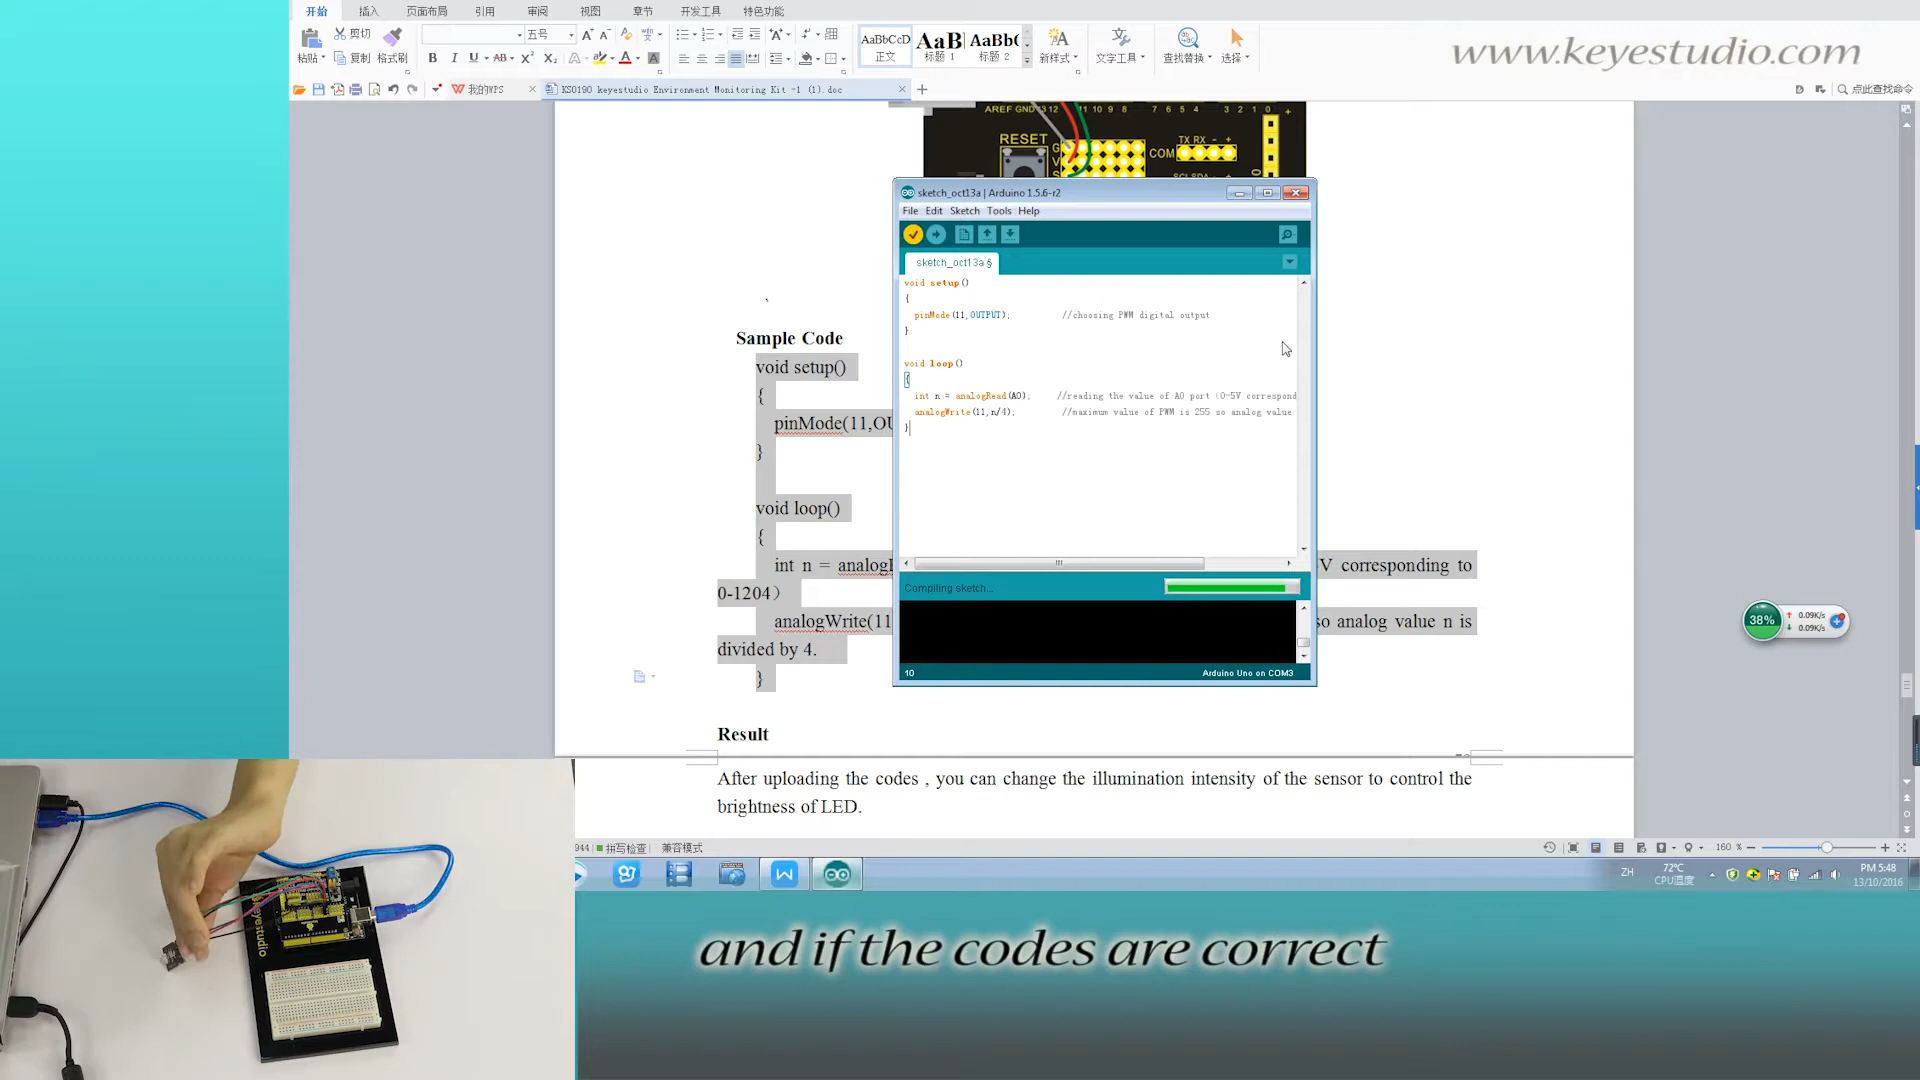 开始 插入 页面布局 引用 审阅 视图 章节 开发工具 特色功能
www.keyestudio.com
粘贴 剪切 复制 格式刷
五号
B I U AB X² X₂ A A A
AaBbCcD 正文
AaB 标题 1
AaBb( 标题 2
新样式 文字工具 查找替换 选择
我的WPS
KS0190 keyestudio Environment Monitoring Kit -1 (1).doc
点此查找命令
AREF GND 13 12 11 10 9 8 7 6 5 4 3 2 1 0
RESET
G
V
S
COM
TX RX - +
sketch_oct13a | Arduino 1.5.6-r2
File Edit Sketch Tools Help
sketch_oct13a §
void setup()
{
pinMode(11,OUTPUT); //choosing PWM digital output
}
void loop()
{
int n = analogRead(A0); //reading the value of A0 port (0-5V correspond
analogWrite(11,n/4); //maximum value of PWM is 255 so analog value
}
Compiling sketch...
10
Arduino Uno on COM3
Sample Code
void setup()
{
pinMode(11,OU
}
void loop()
{
int n = analogR
V corresponding to
0-1204）
analogWrite(11
so analog value n is
divided by 4.
}
Result
After uploading the codes , you can change the illumination intensity of the sensor to control the
brightness of LED.
38%
0.09K/s
0.09K/s
944 拼写检查 兼容模式
160 %
ZH
72℃
CPU温度
PM 5:48
13/10/2016
keyestudio
and if the codes are correct